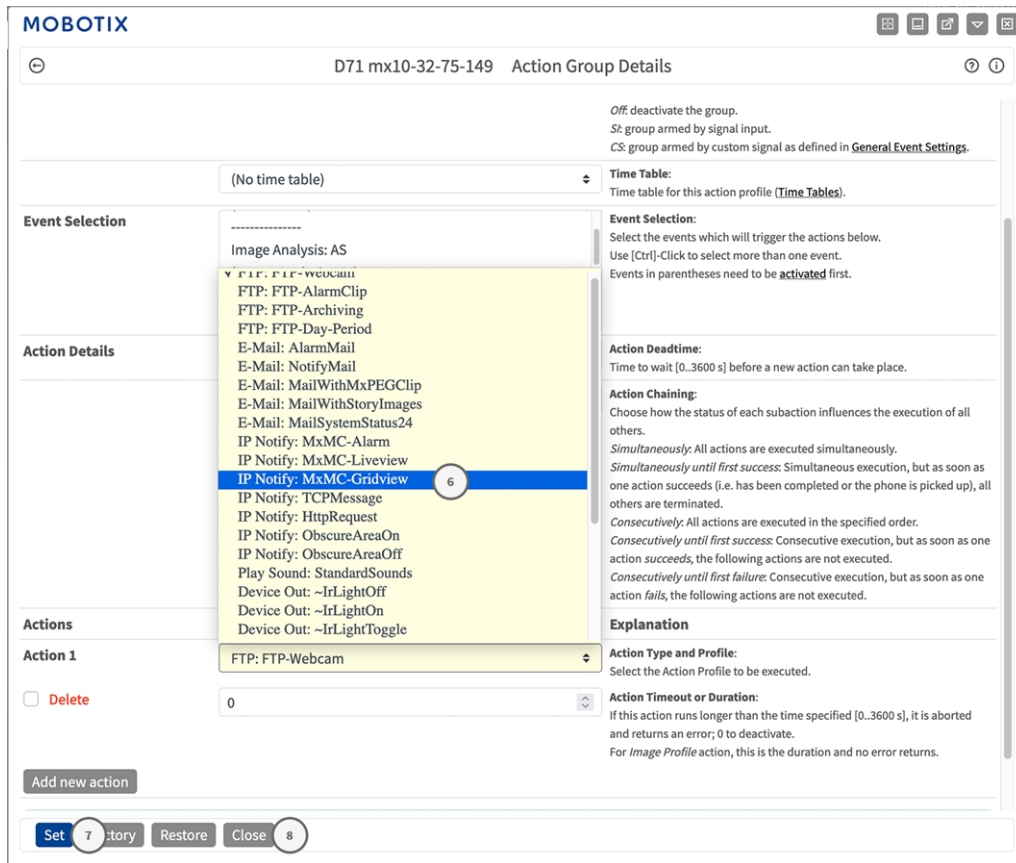 MOBOTIX
D71 mx10-32-75-149 Action Group Details
Off: deactivate the group.
SI: group armed by signal input.
CS: group armed by custom signal as defined in General Event Settings.
(No time table)
Time Table:
Time table for this action profile (Time Tables).
Event Selection
---------------
Image Analysis: AS
Event Selection:
Select the events which will trigger the actions below.
Use [Ctrl]-Click to select more than one event.
Events in parentheses need to be activated first.
FTP: FTP-Webcam
FTP: FTP-AlarmClip
FTP: FTP-Archiving
FTP: FTP-Day-Period
E-Mail: AlarmMail
E-Mail: NotifyMail
E-Mail: MailWithMxPEGClip
E-Mail: MailWithStoryImages
E-Mail: MailSystemStatus24
IP Notify: MxMC-Alarm
IP Notify: MxMC-Liveview
IP Notify: MxMC-Gridview
6
IP Notify: TCPMessage
IP Notify: HttpRequest
IP Notify: ObscureAreaOn
IP Notify: ObscureAreaOff
Play Sound: StandardSounds
Device Out: ~IrLightOff
Device Out: ~IrLightOn
Device Out: ~IrLightToggle
Action Details
Action Deadtime:
Time to wait [0..3600 s] before a new action can take place.
Action Chaining:
Choose how the status of each subaction influences the execution of all
others.
Simultaneously: All actions are executed simultaneously.
Simultaneously until first success: Simultaneous execution, but as soon as
one action succeeds (i.e. has been completed or the phone is picked up), all
others are terminated.
Consecutively: All actions are executed in the specified order.
Consecutively until first success: Consecutive execution, but as soon as one
action succeeds, the following actions are not executed.
Consecutively until first failure: Consecutive execution, but as soon as one
action fails, the following actions are not executed.
Actions
Explanation
Action 1
FTP: FTP-Webcam
Action Type and Profile:
Select the Action Profile to be executed.
Delete
0
Action Timeout or Duration:
If this action runs longer than the time specified [0..3600 s], it is aborted
and returns an error; 0 to deactivate.
For Image Profile action, this is the duration and no error returns.
Add new action
Set 7 ctory Restore Close 8